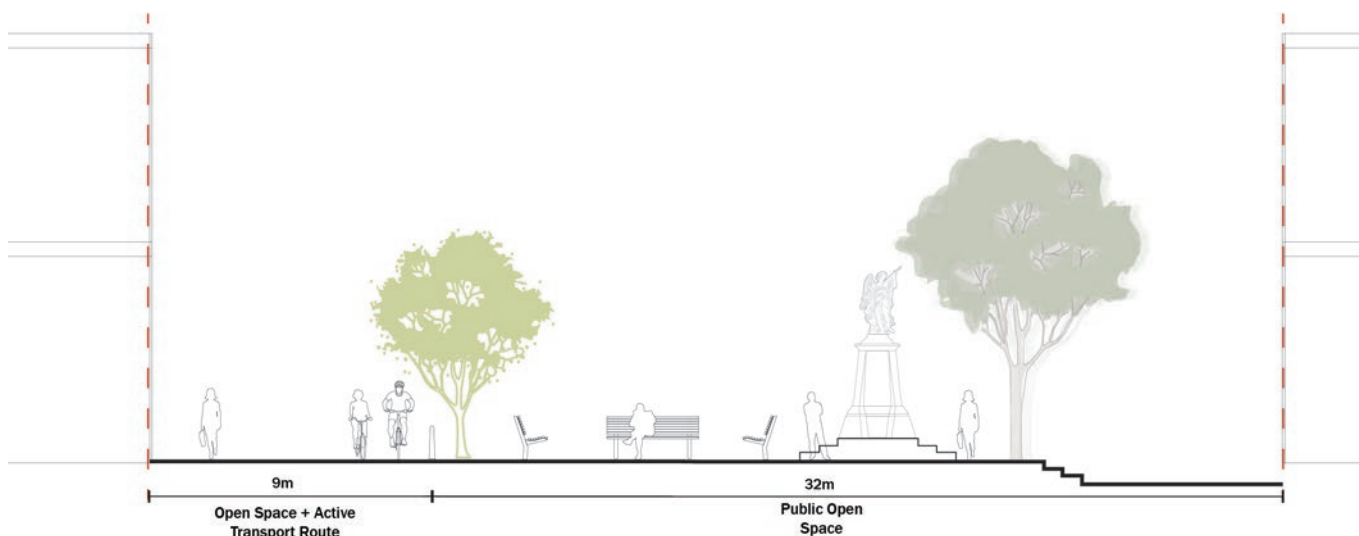 9m
32m
Open Space + Active
Transport Route
Public Open
Space